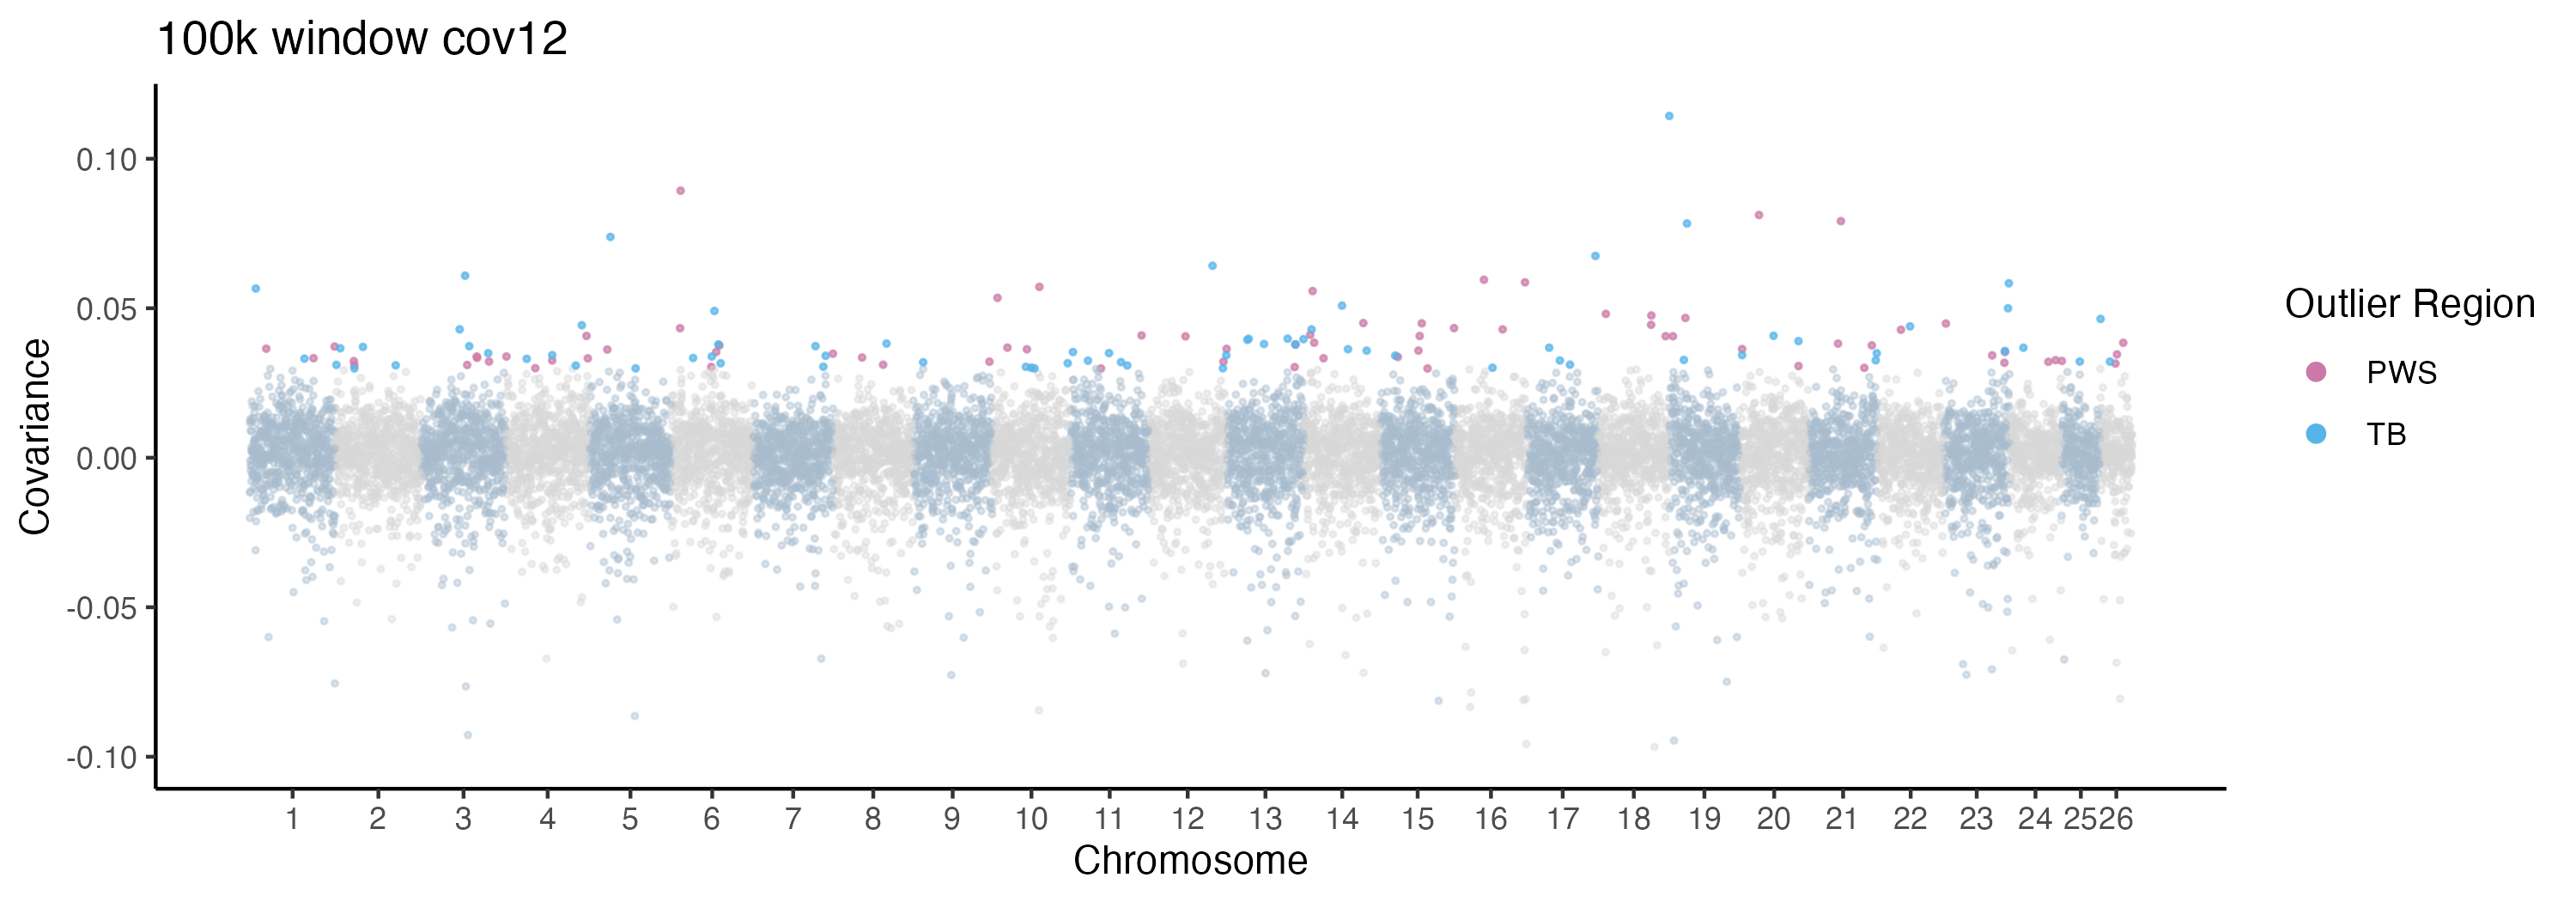 100k window cov12
0.10
0.05
0.00
-0.05
-0.10
Covariance
1 2 3 4 5 6 7 8 9 10 11 12 13 14 15 16 17 18 19 20 21 22 23 24 25 26
Chromosome
Outlier Region
PWS
TB